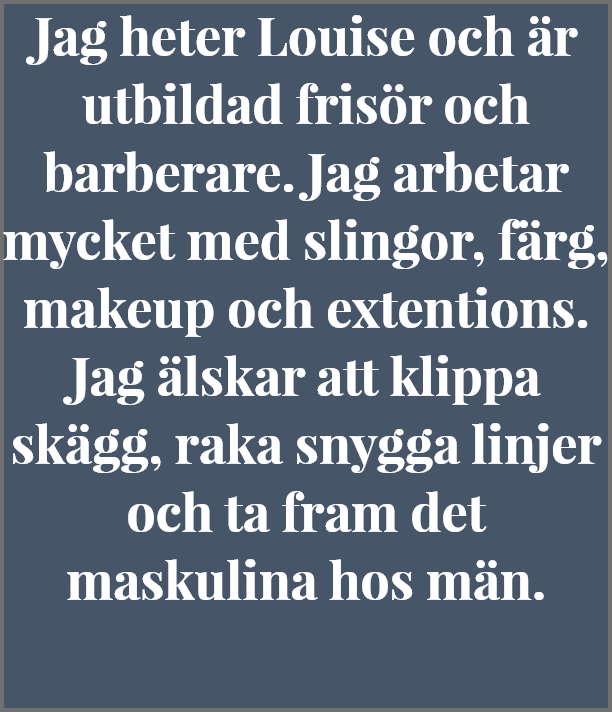 Jag heter Louise och är
utbildad frisör och
barberare. Jag arbetar
mycket med slingor, färg,
makeup och extentions.
Jag älskar att klippa
skägg, raka snygga linjer
och ta fram det
maskulina hos män.